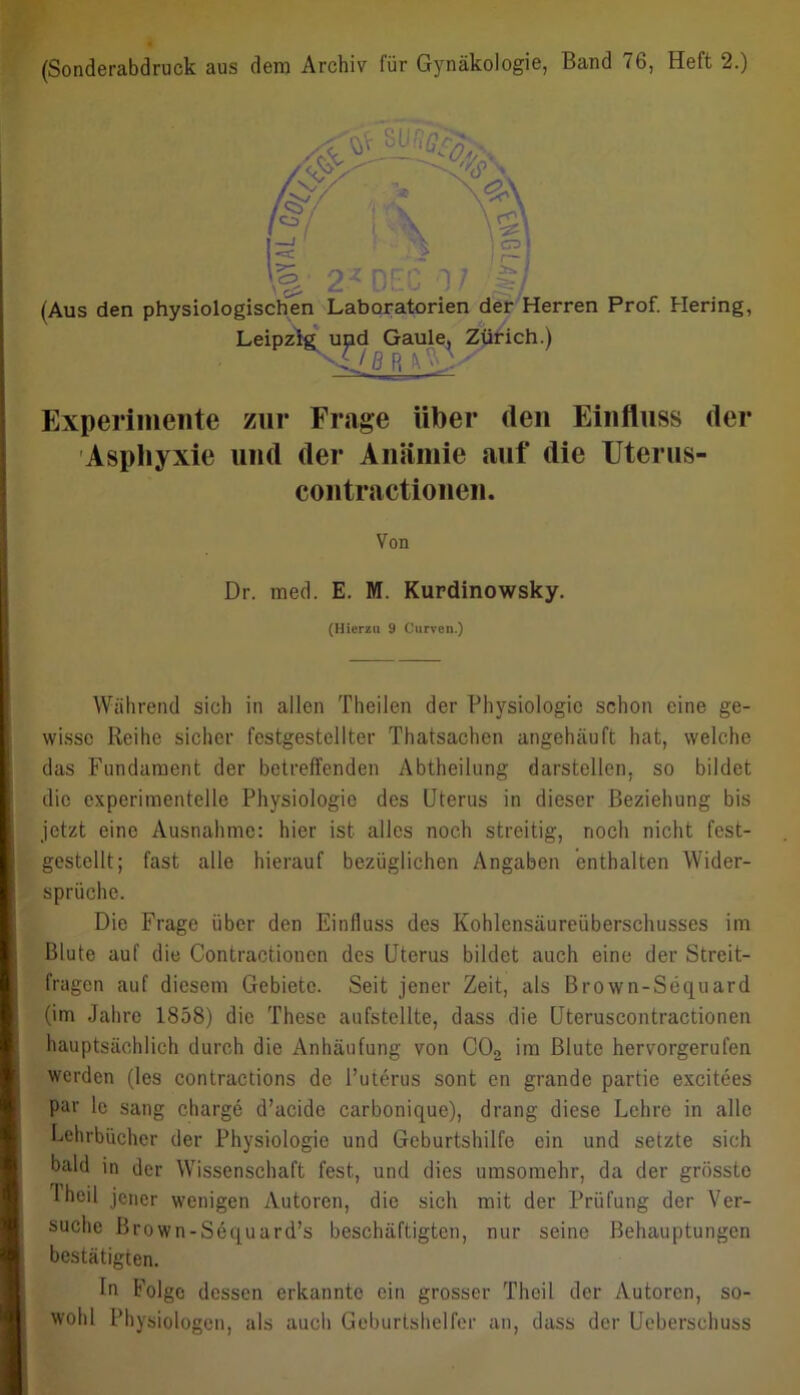 (Sonderabdruck aus dem Archiv für Gynäkologie, Band 76, Heft 2.)
ROYAL COLLEGE OF SURGEONS OF ENGLAND
DEC 07
LIBRARY
(Aus den physiologischen Laboratorien der Herren Prof. Hering,
Leipzig und Gaule, Zürich.)
Experimente zur Frage über den Einfluss der
Asphyxie und der Anämie auf die Uterus-
contractionen.
Von
Dr. med. E. M. Kurdinowsky.
(Hierzu 9 Curven.)
Während sich in allen Theilen der Physiologie schon eine ge-
wisse Reihe sicher festgestellter Thatsachen angehäuft hat, welche
das Fundament der betreffenden Abtheilung darstellen, so bildet
die experimentelle Physiologie des Uterus in dieser Beziehung bis
jetzt eine Ausnahme: hier ist alles noch streitig, noch nicht fest-
gestellt; fast alle hierauf bezüglichen Angaben enthalten Wider-
sprüche.
Die Frage über den Einfluss des Kohlensäureüberschusses im
Blute auf die Contractionen des Uterus bildet auch eine der Streit-
fragen auf diesem Gebiete. Seit jener Zeit, als Brown-Séquard
(im Jahre 1858) die These aufstellte, dass die Uteruscontractionen
hauptsächlich durch die Anhäufung von CO₂ im Blute hervorgerufen
werden (les contractions de l'utérus sont en grande partie excitées
par le sang chargé d'acide carbonique), drang diese Lehre in alle
Lehrbücher der Physiologie und Geburtshilfe ein und setzte sich
bald in der Wissenschaft fest, und dies umsomehr, da der grösste
Theil jener wenigen Autoren, die sich mit der Prüfung der Ver-
suche Brown-Séquard's beschäftigten, nur seine Behauptungen
bestätigten.
In Folge dessen erkannte ein grosser Theil der Autoren, so-
wohl Physiologen, als auch Geburtshelfer an, dass der Ueberschuss